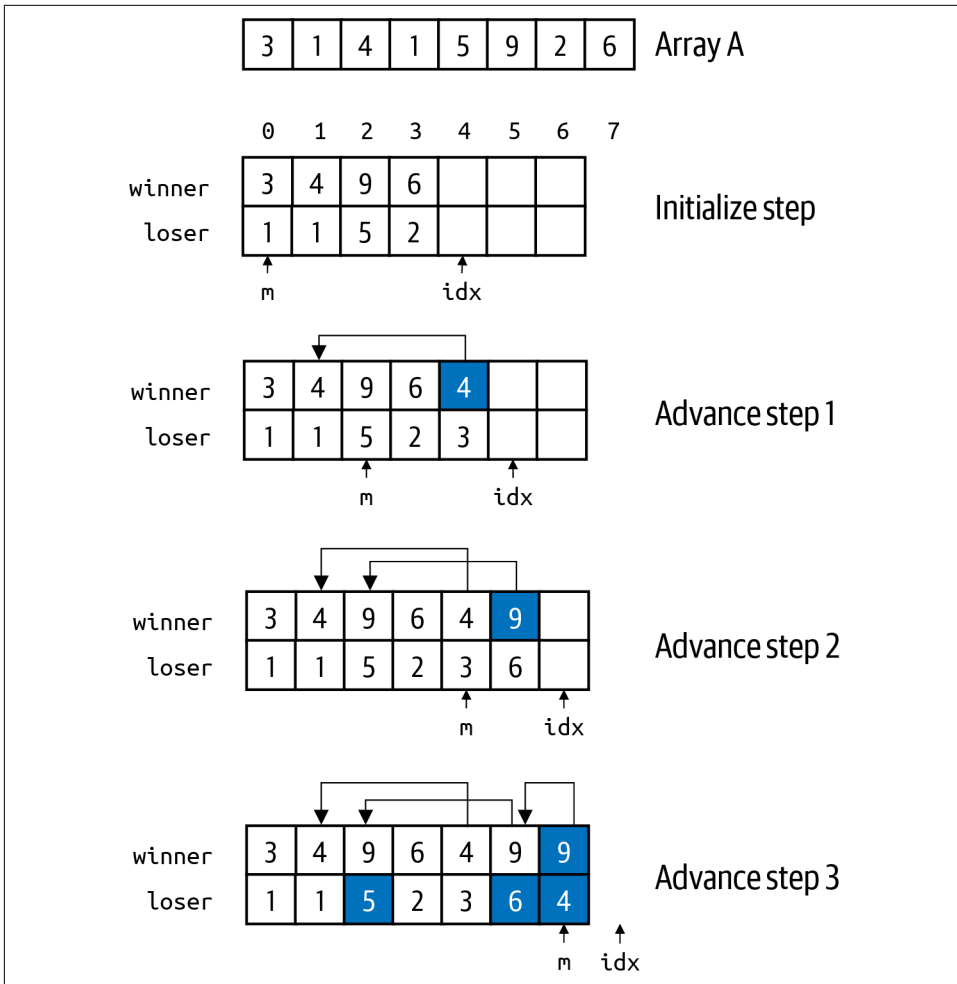 3 1 4 1 5 9 2 6 Array A
0 1 2 3 4 5 6 7
winner 3 4 9 6
Initialize step
loser 1 1 5 2
m idx
winner 3 4 9 6 4
Advance step 1
loser 1 1 5 2 3
m idx
winner 3 4 9 6 4 9
Advance step 2
loser 1 1 5 2 3 6
m idx
winner 3 4 9 6 4 9 9
Advance step 3
loser 1 1 5 2 3 6 4
m idx